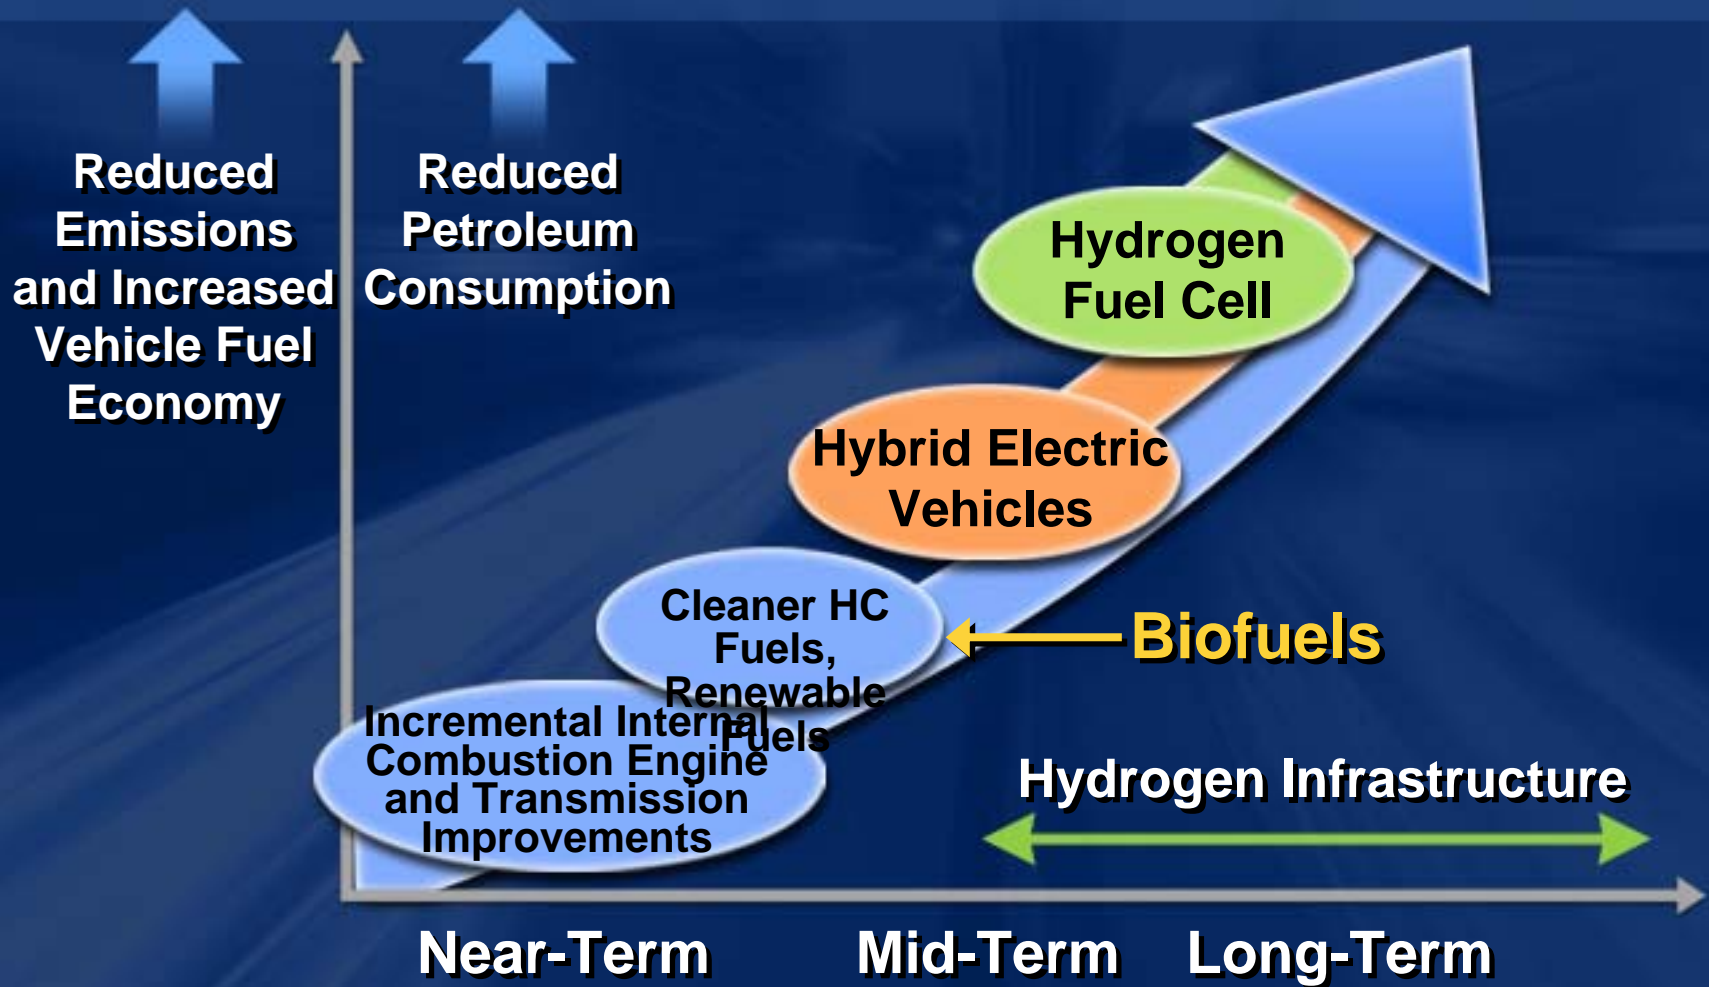 Reduced
Emissions
and Increased
Vehicle Fuel
Economy
Reduced
Petroleum
Consumption
Hydrogen
Fuel Cell
Hybrid Electric
Vehicles
Cleaner HC
Fuels,
Renewable
Fuels
Biofuels
Incremental Internal
Combustion Engine
and Transmission
Improvements
Hydrogen Infrastructure
Near-Term
Mid-Term
Long-Term